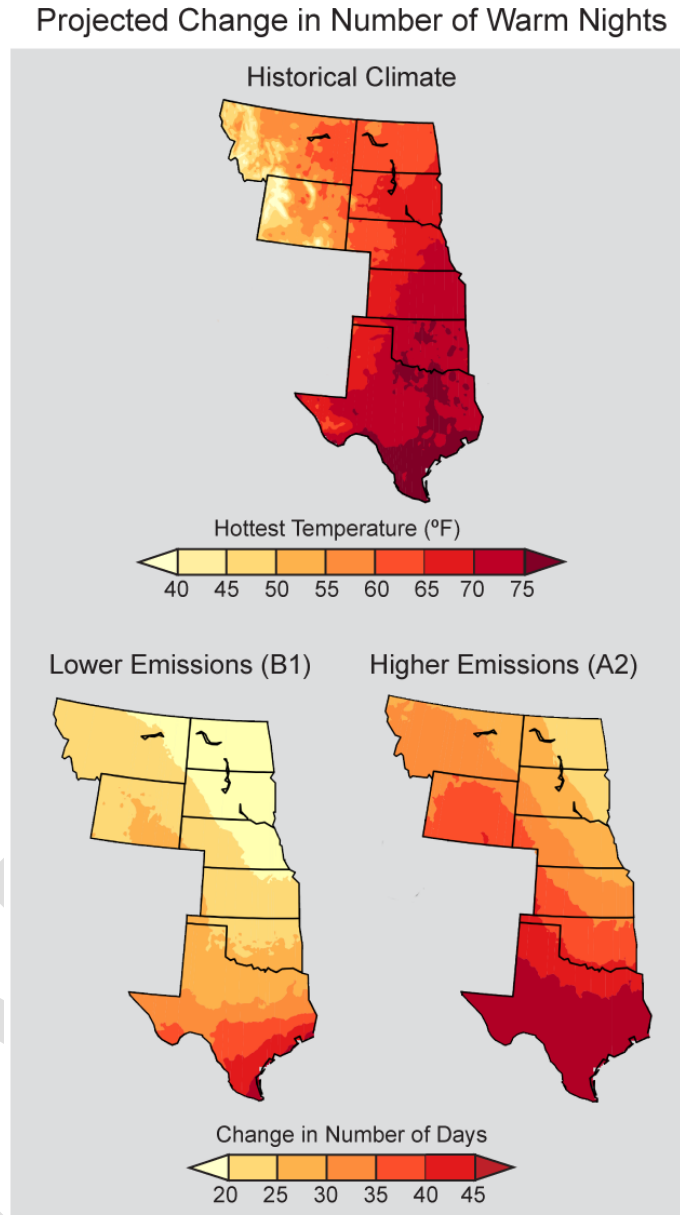 Projected Change in Number of Warm Nights
Historical Climate
Hottest Temperature (ºF)
40 45 50 55 60 65 70 75
Lower Emissions (B1) Higher Emissions (A2)
Change in Number of Days
20 25 30 35 40 45